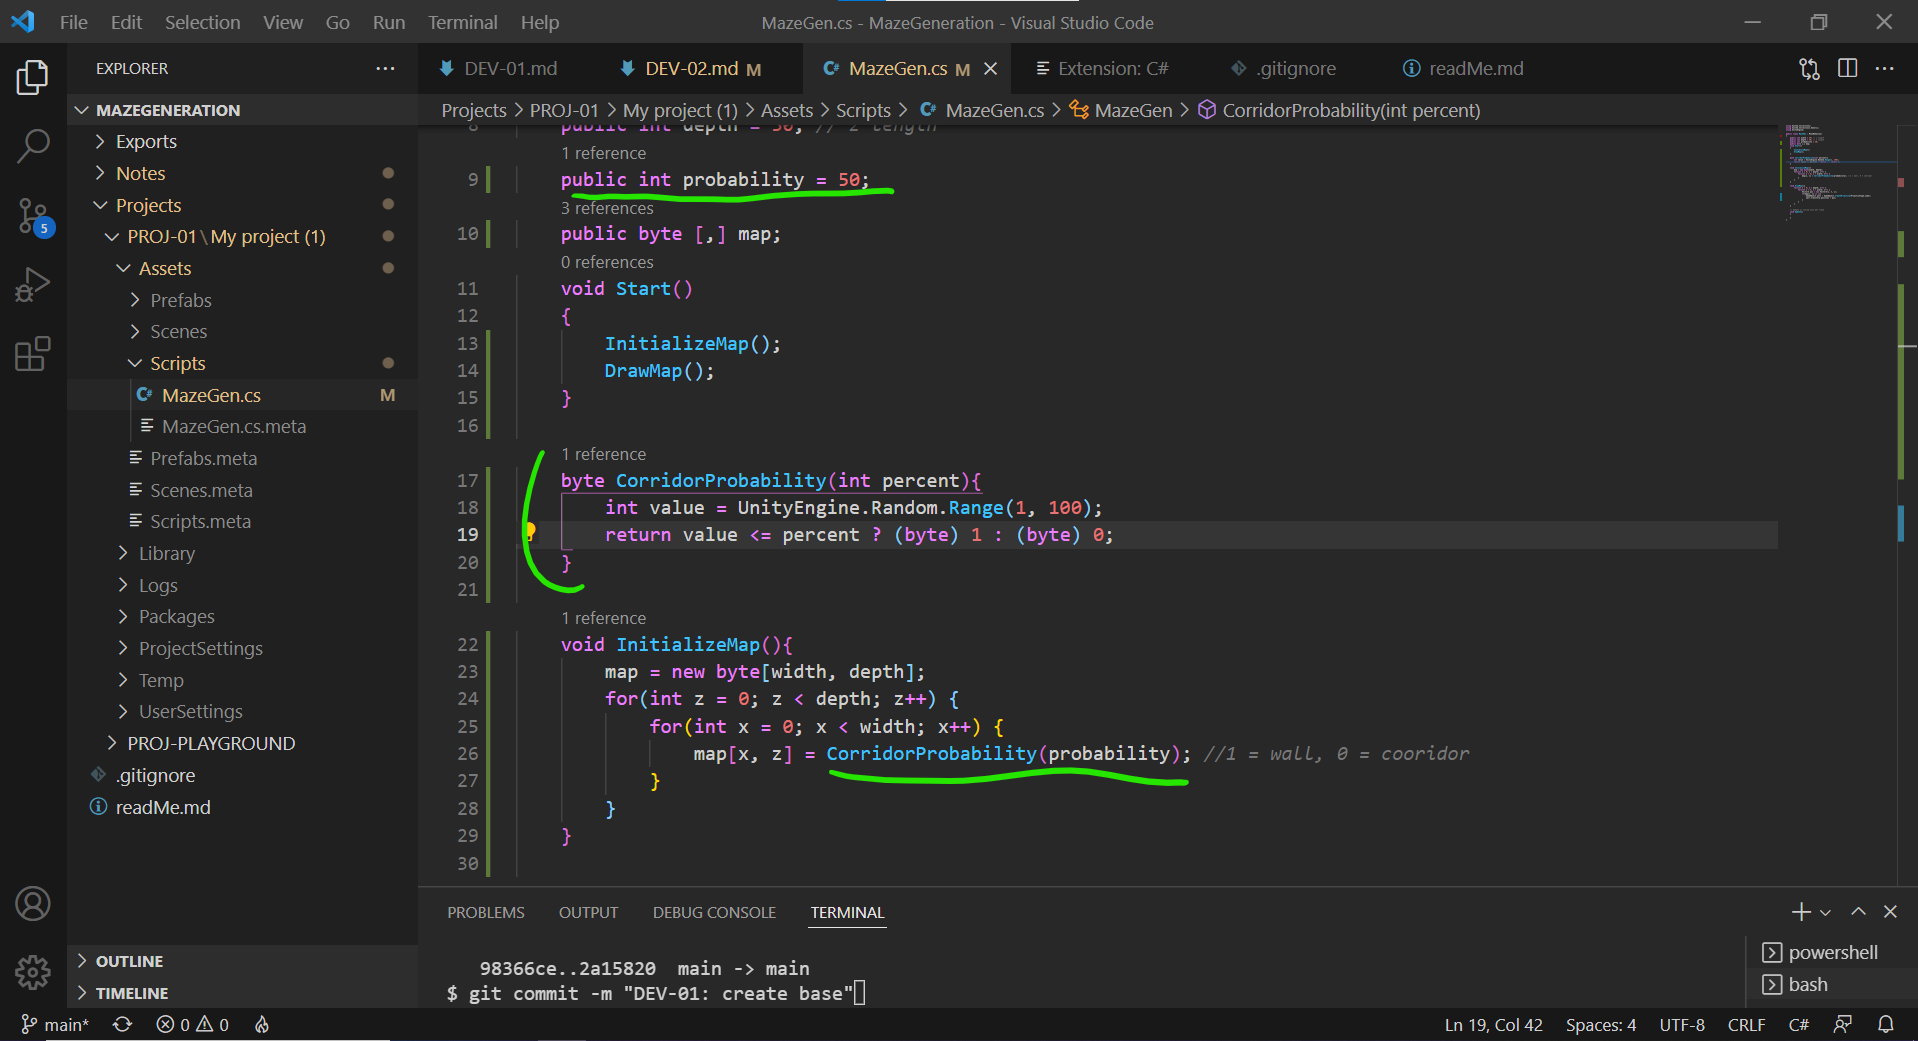 File Edit Selection View Go Run Terminal Help
MazeGen.cs - MazeGeneration - Visual Studio Code
EXPLORER
DEV-01.md
DEV-02.md M
C# MazeGen.cs M
Extension: C#
.gitignore
readMe.md
MAZEGENERATION
Exports
Notes
Projects
PROJ-01\My project (1)
Assets
Prefabs
Scenes
Scripts
C# MazeGen.cs M
MazeGen.cs.meta
Prefabs.meta
Scenes.meta
Scripts.meta
Library
Logs
Packages
ProjectSettings
Temp
UserSettings
PROJ-PLAYGROUND
.gitignore
readMe.md
OUTLINE
TIMELINE
5
Projects > PROJ-01 > My project (1) > Assets > Scripts > C# MazeGen.cs > MazeGen > CorridorProbability(int percent)
8 public int depth = 30; // z length
1 reference
9 public int probability = 50;
3 references
10 public byte [,] map;
0 references
11 void Start()
12 {
13 InitializeMap();
14 DrawMap();
15 }
16
1 reference
17 byte CorridorProbability(int percent){
18 int value = UnityEngine.Random.Range(1, 100);
19 return value <= percent ? (byte) 1 : (byte) 0;
20 }
21
1 reference
22 void InitializeMap(){
23 map = new byte[width, depth];
24 for(int z = 0; z < depth; z++) {
25 for(int x = 0; x < width; x++) {
26 map[x, z] = CorridorProbability(probability); //1 = wall, 0 = cooridor
27 }
28 }
29 }
30
PROBLEMS OUTPUT DEBUG CONSOLE TERMINAL
98366ce..2a15820 main -> main
$ git commit -m "DEV-01: create base"
powershell
bash
main* 0 0
Ln 19, Col 42 Spaces: 4 UTF-8 CRLF C#